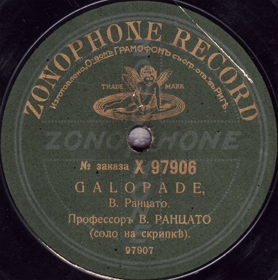 ZONOPHONE RECORD
Изготовлено О-вомъ ГРАМОФОНЪ съ огр. отв. въ Ригѣ
TRADE MARK
ZONOPHONE
№ заказа X 97906
GALOPADE,
В. Ранцато.
Профессоръ В. РАНЦАТО
(соло на скрипкѣ).
97907